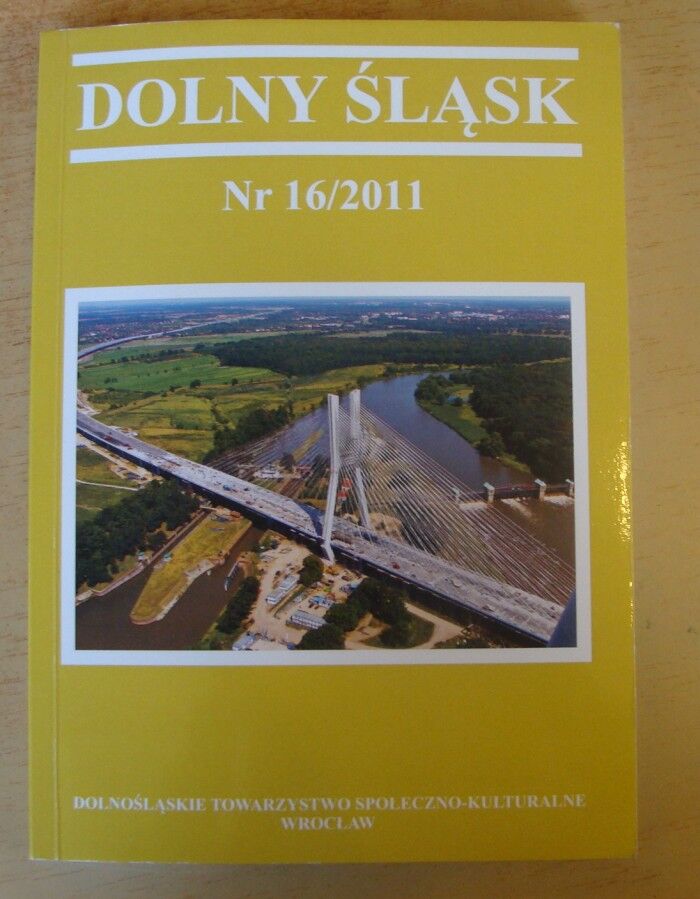 DOLNY ŚLĄSK
Nr 16/2011
DOLNOŚLĄSKIE TOWARZYSTWO SPOŁECZNO-KULTURALNE
WROCŁAW